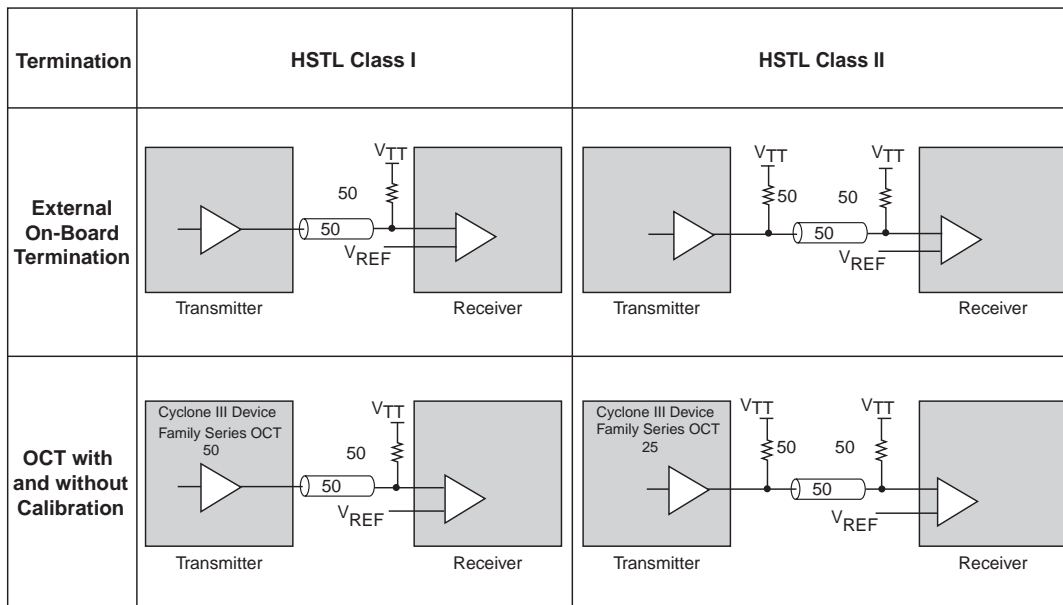 Termination
HSTL Class I
HSTL Class II
External
On-Board
Termination
VTT
50
50
VREF
Transmitter
Receiver
VTT
50
VTT
50
50
VREF
Transmitter
Receiver
OCT with
and without
Calibration
Cyclone III Device
Family Series OCT
50
VTT
50
50
VREF
Transmitter
Receiver
Cyclone III Device
Family Series OCT
25
VTT
50
VTT
50
50
VREF
Transmitter
Receiver